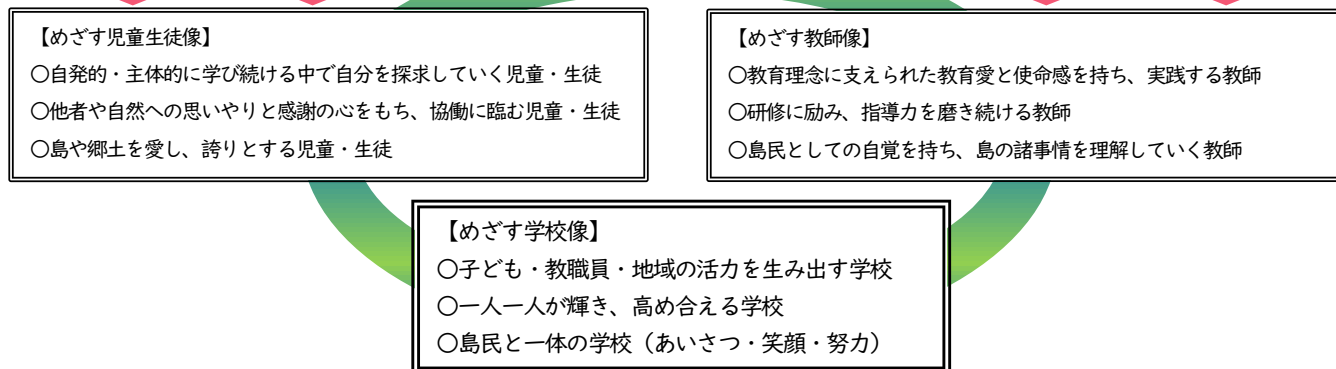 【めざす児童生徒像】
○自発的・主体的に学び続ける中で自分を探求していく児童・生徒
○他者や自然への思いやりと感謝の心をもち、協働に臨む児童・生徒
○島や郷土を愛し、誇りとする児童・生徒
【めざす教師像】
○教育理念に支えられた教育愛と使命感を持ち、実践する教師
○研修に励み、指導力を磨き続ける教師
○島民としての自覚を持ち、島の諸事情を理解していく教師
【めざす学校像】
○子ども・教職員・地域の活力を生み出す学校
○一人一人が輝き、高め合える学校
○島民と一体の学校（あいさつ・笑顔・努力）